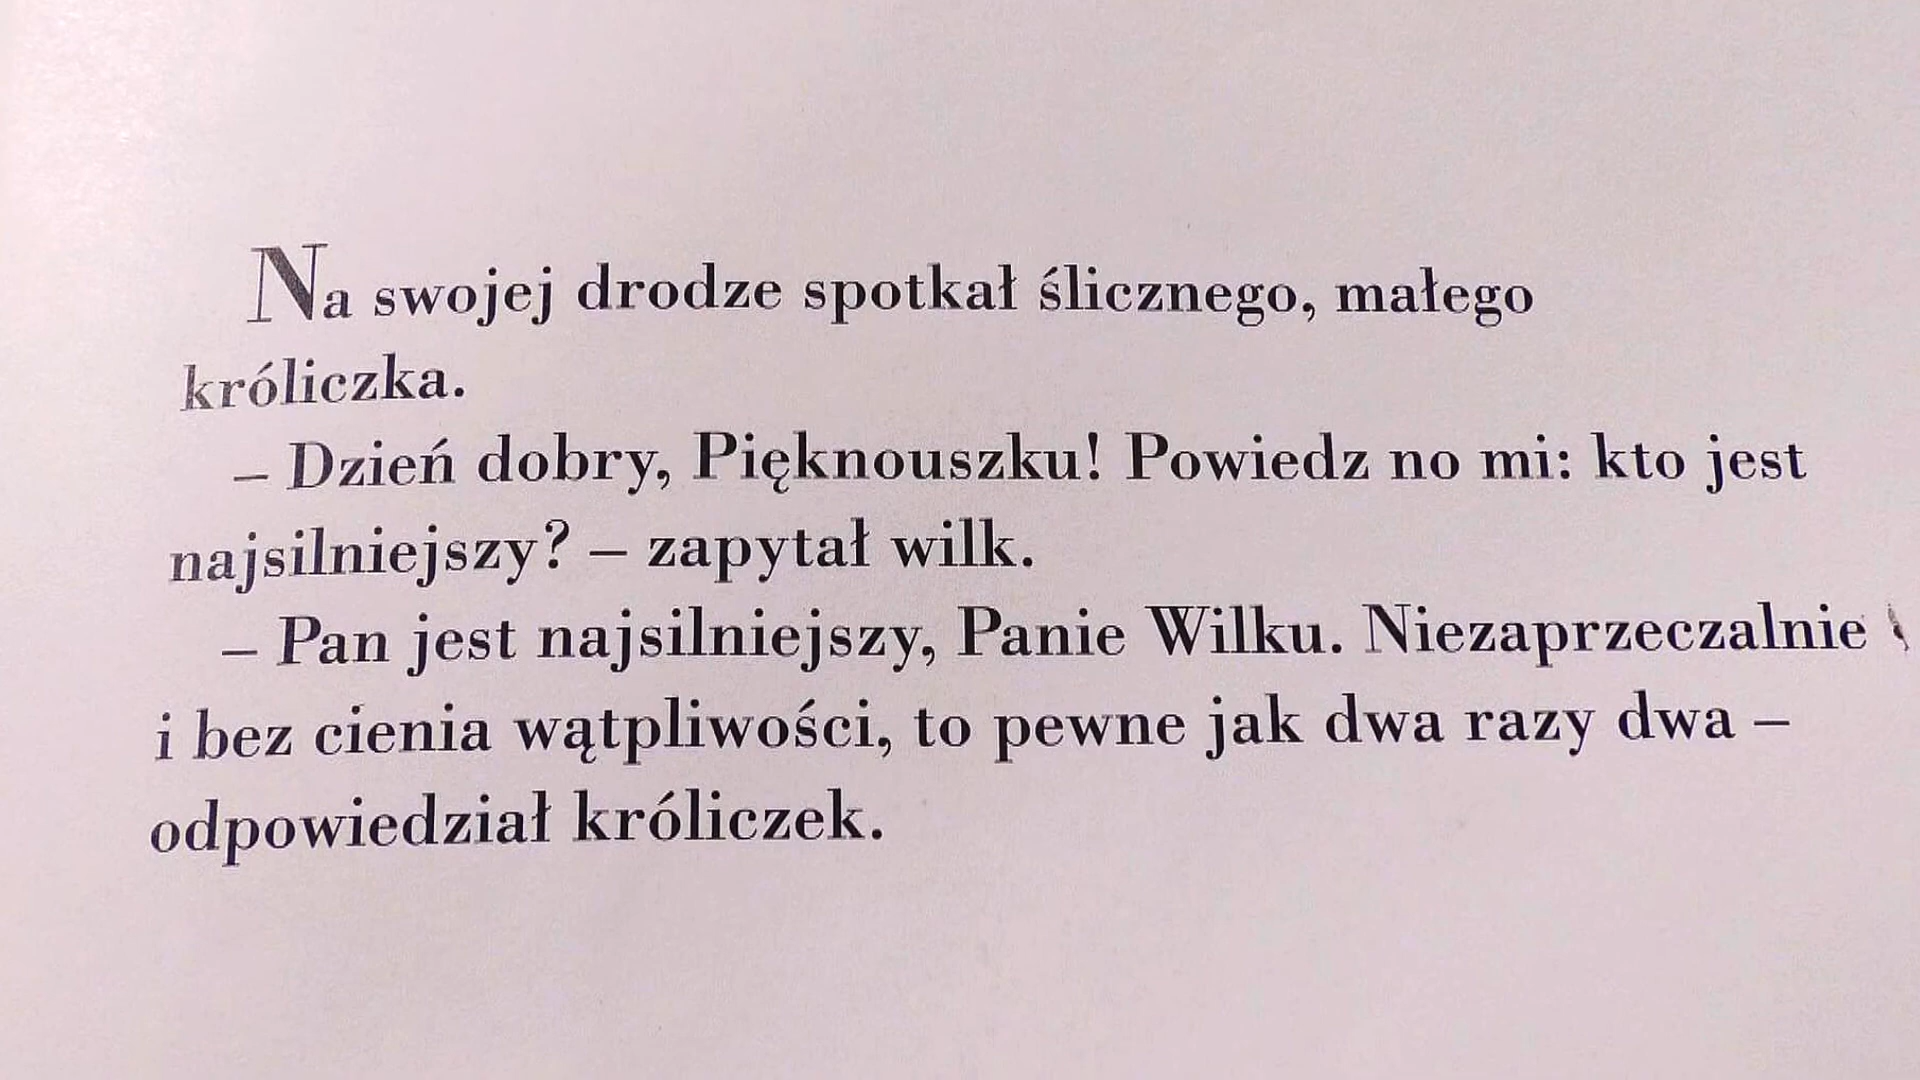 Na swojej drodze spotkał ślicznego, małego
króliczka.
– Dzień dobry, Pięknouszku! Powiedz no mi: kto jest
najsilniejszy? – zapytał wilk.
– Pan jest najsilniejszy, Panie Wilku. Niezaprzeczalnie
i bez cienia wątpliwości, to pewne jak dwa razy dwa –
odpowiedział króliczek.